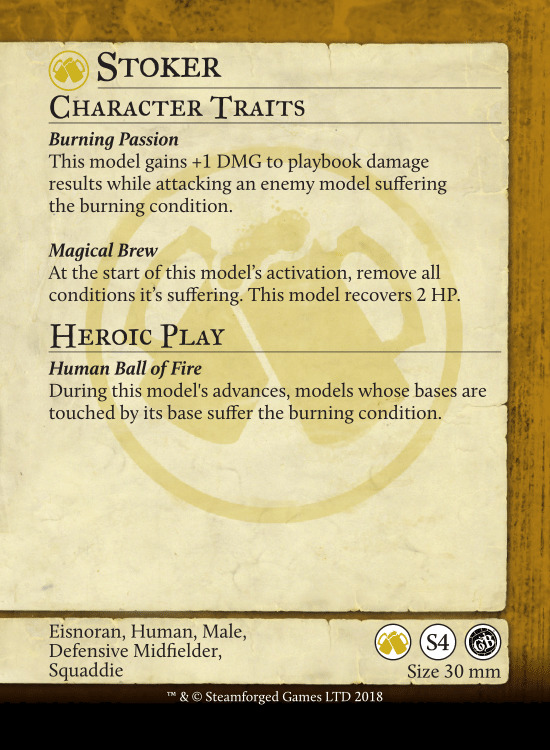 Stoker
Character Traits
Burning Passion
This model gains +1 DMG to playbook damage
results while attacking an enemy model suffering
the burning condition.
Magical Brew
At the start of this model’s activation, remove all
conditions it’s suffering. This model recovers 2 HP.
Heroic Play
Human Ball of Fire
During this model's advances, models whose bases are
touched by its base suffer the burning condition.
Eisnoran, Human, Male,
Defensive Midfielder,
Squaddie
S4
GB
Size 30 mm
™ & © Steamforged Games LTD 2018